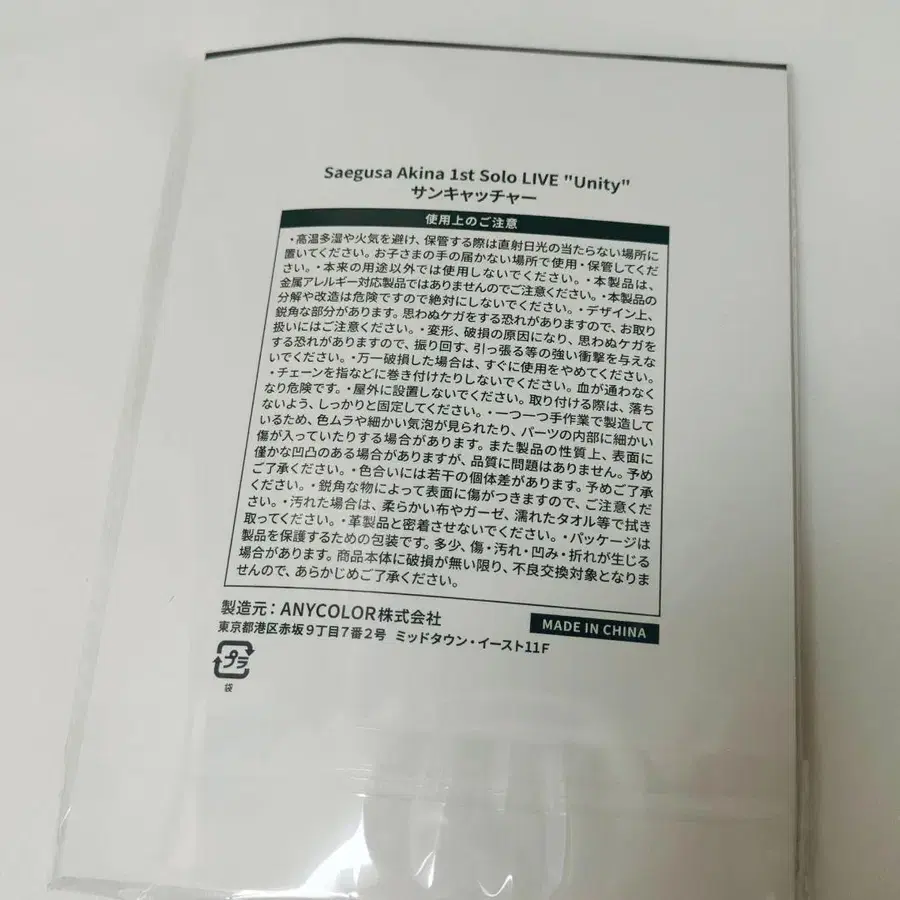 Saegusa Akina 1st Solo LIVE "Unity"
サンキャッチャー
使用上のご注意
・高温多湿や火気を避け、保管する際は直射日光の当たらない場所に
置いてください。お子さまの手の届かない場所で使用・保管してくだ
さい。・本来の用途以外では使用しないでください。・本製品は、
金属アレルギー対応製品ではありませんのでご注意ください。・本製品の
分解や改造は危険ですので絶対にしないでください。・デザイン上、
鋭角な部分があります。思わぬケガをする恐れがありますので、お取り
扱いにはご注意ください。・変形、破損の原因になり、思わぬケガを
する恐れがありますので、振り回す、引っ張る等の強い衝撃を与えな
いでください。・万一破損した場合は、すぐに使用をやめてください。
・チェーンを指などに巻き付けたりしないでください。血が通わなく
なり危険です。・屋外に設置しないでください。取り付ける際は、落ち
ないよう、しっかりと固定してください。・一つ一つ手作業で製造して
いるため、色ムラや細かい気泡が見られたり、パーツの内部に細かい
傷が入っていたりする場合があります。また製品の性質上、表面に
僅かな凹凸のある場合がありますが、品質に問題はありません。予め
ご了承ください。・色合いには若干の個体差があります。予めご了承
ください。・鋭角な物によって表面に傷がつきますので、ご注意くだ
さい。・汚れた場合は、柔らかい布やガーゼ、濡れたタオル等で拭き
取ってください。・革製品と密着させないでください。・パッケージは
製品を保護するための包装です。多少、傷・汚れ・凹み・折れが生じる
場合があります。商品本体に破損が無い限り、不良交換対象となりま
せんので、あらかじめご了承ください。
製造元：ANYCOLOR株式会社
東京都港区赤坂９丁目７番２号 ミッドタウン・イースト11F
MADE IN CHINA
プラ
袋